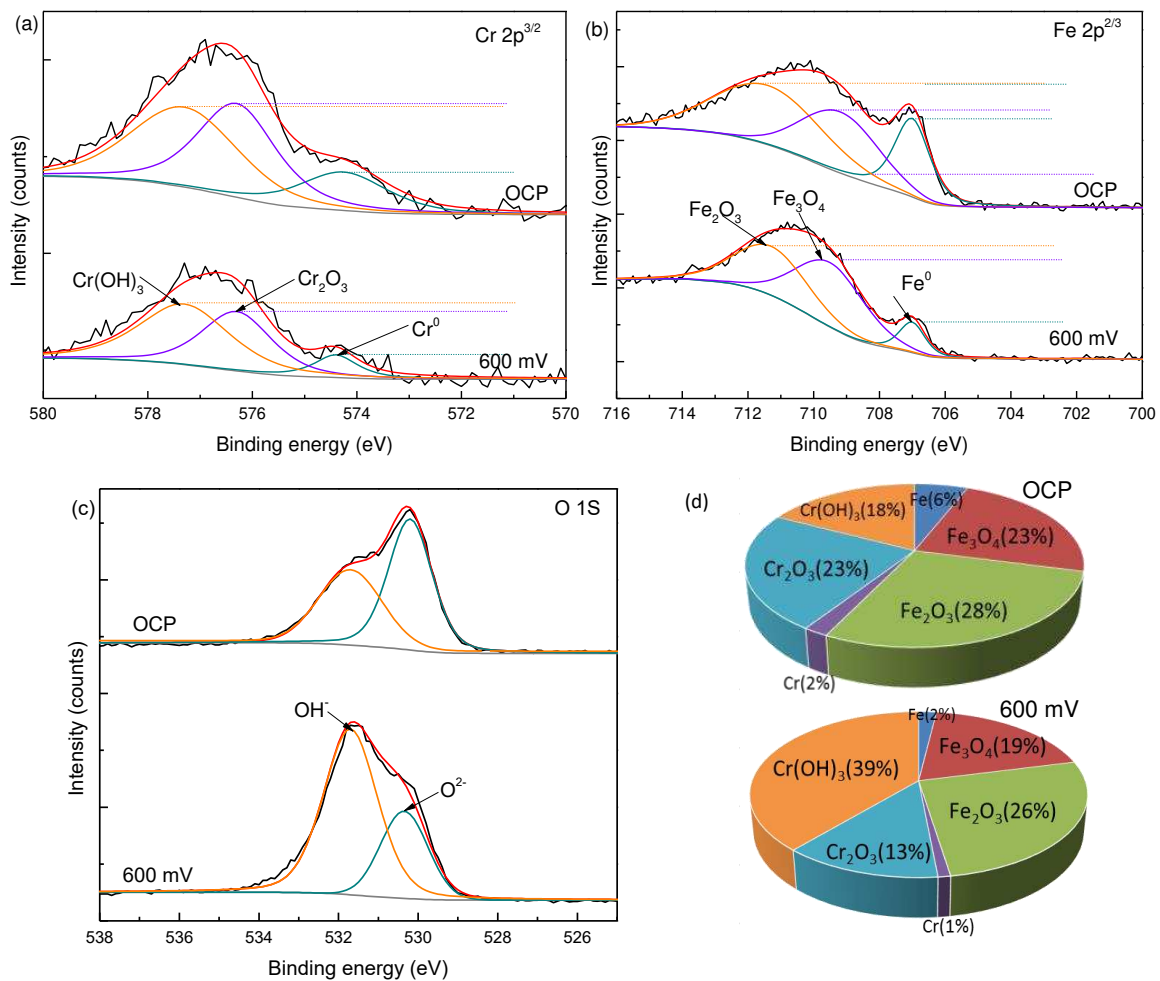 (a)
Cr 2p^3/2
OCP
Cr(OH)₃
Cr₂O₃
Cr⁰
600 mV
580 578 576 574 572 570
Binding energy (eV)
Intensity (counts)
(b)
Fe 2p^2/3
OCP
Fe₂O₃
Fe₃O₄
Fe⁰
600 mV
716 714 712 710 708 706 704 702 700
Binding energy (eV)
Intensity (counts)
(c)
O 1S
OCP
OH⁻
O²⁻
600 mV
538 536 534 532 530 528 526
Binding energy (eV)
Intensity (counts)
(d)
OCP
Fe(6%)
Cr(OH)₃(18%)
Fe₃O₄(23%)
Cr₂O₃(23%)
Fe₂O₃(28%)
Cr(2%)
600 mV
Fe(2%)
Fe₃O₄(19%)
Cr(OH)₃(39%)
Fe₂O₃(26%)
Cr₂O₃(13%)
Cr(1%)